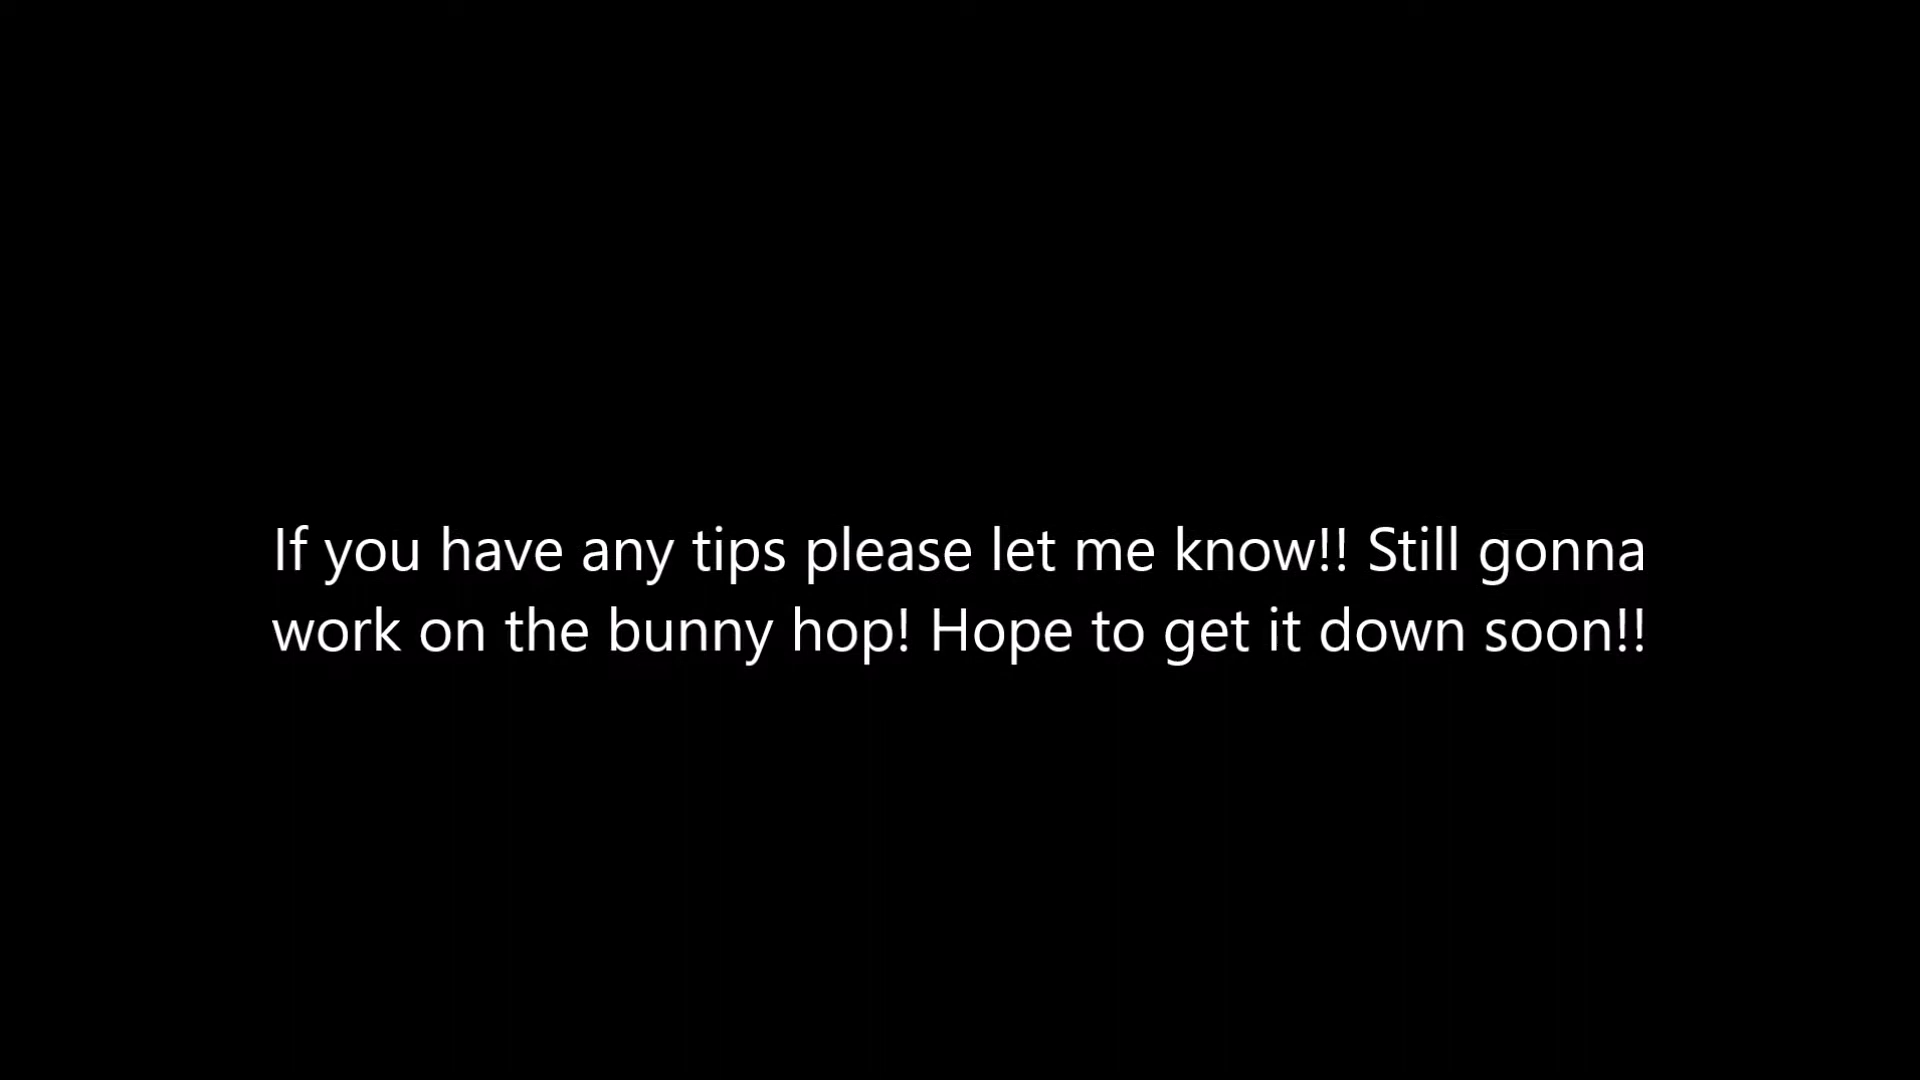 If you have any tips please let me know!! Still gonna
work on the bunny hop! Hope to get it down soon!!